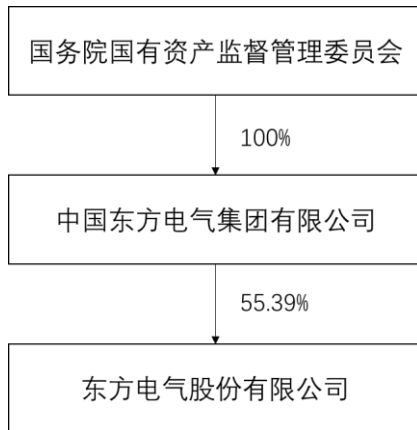 国务院国有资产监督管理委员会
100%
中国东方电气集团有限公司
55.39%
东方电气股份有限公司